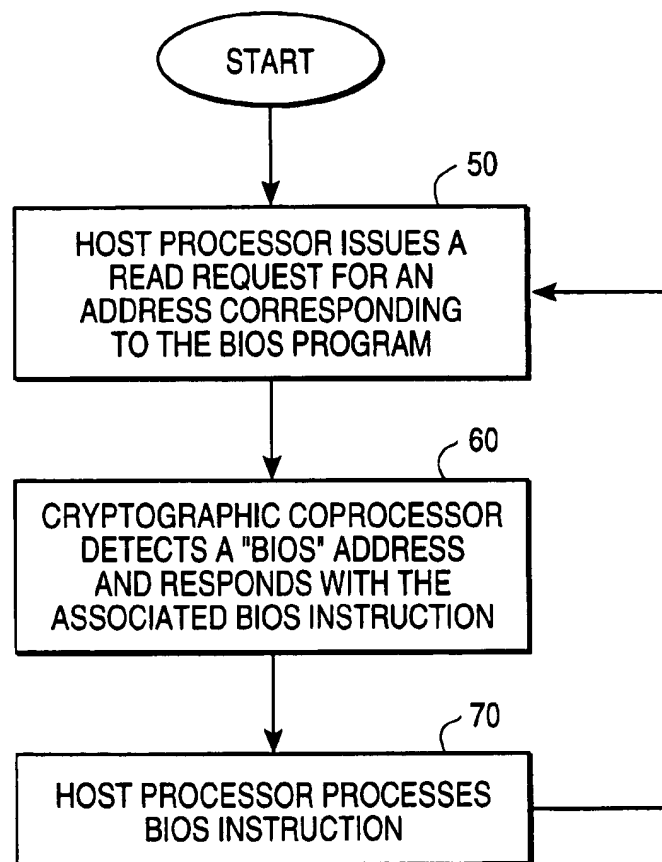 START
50
HOST PROCESSOR ISSUES A
READ REQUEST FOR AN
ADDRESS CORRESPONDING
TO THE BIOS PROGRAM
60
CRYPTOGRAPHIC COPROCESSOR
DETECTS A "BIOS" ADDRESS
AND RESPONDS WITH THE
ASSOCIATED BIOS INSTRUCTION
70
HOST PROCESSOR PROCESSES
BIOS INSTRUCTION